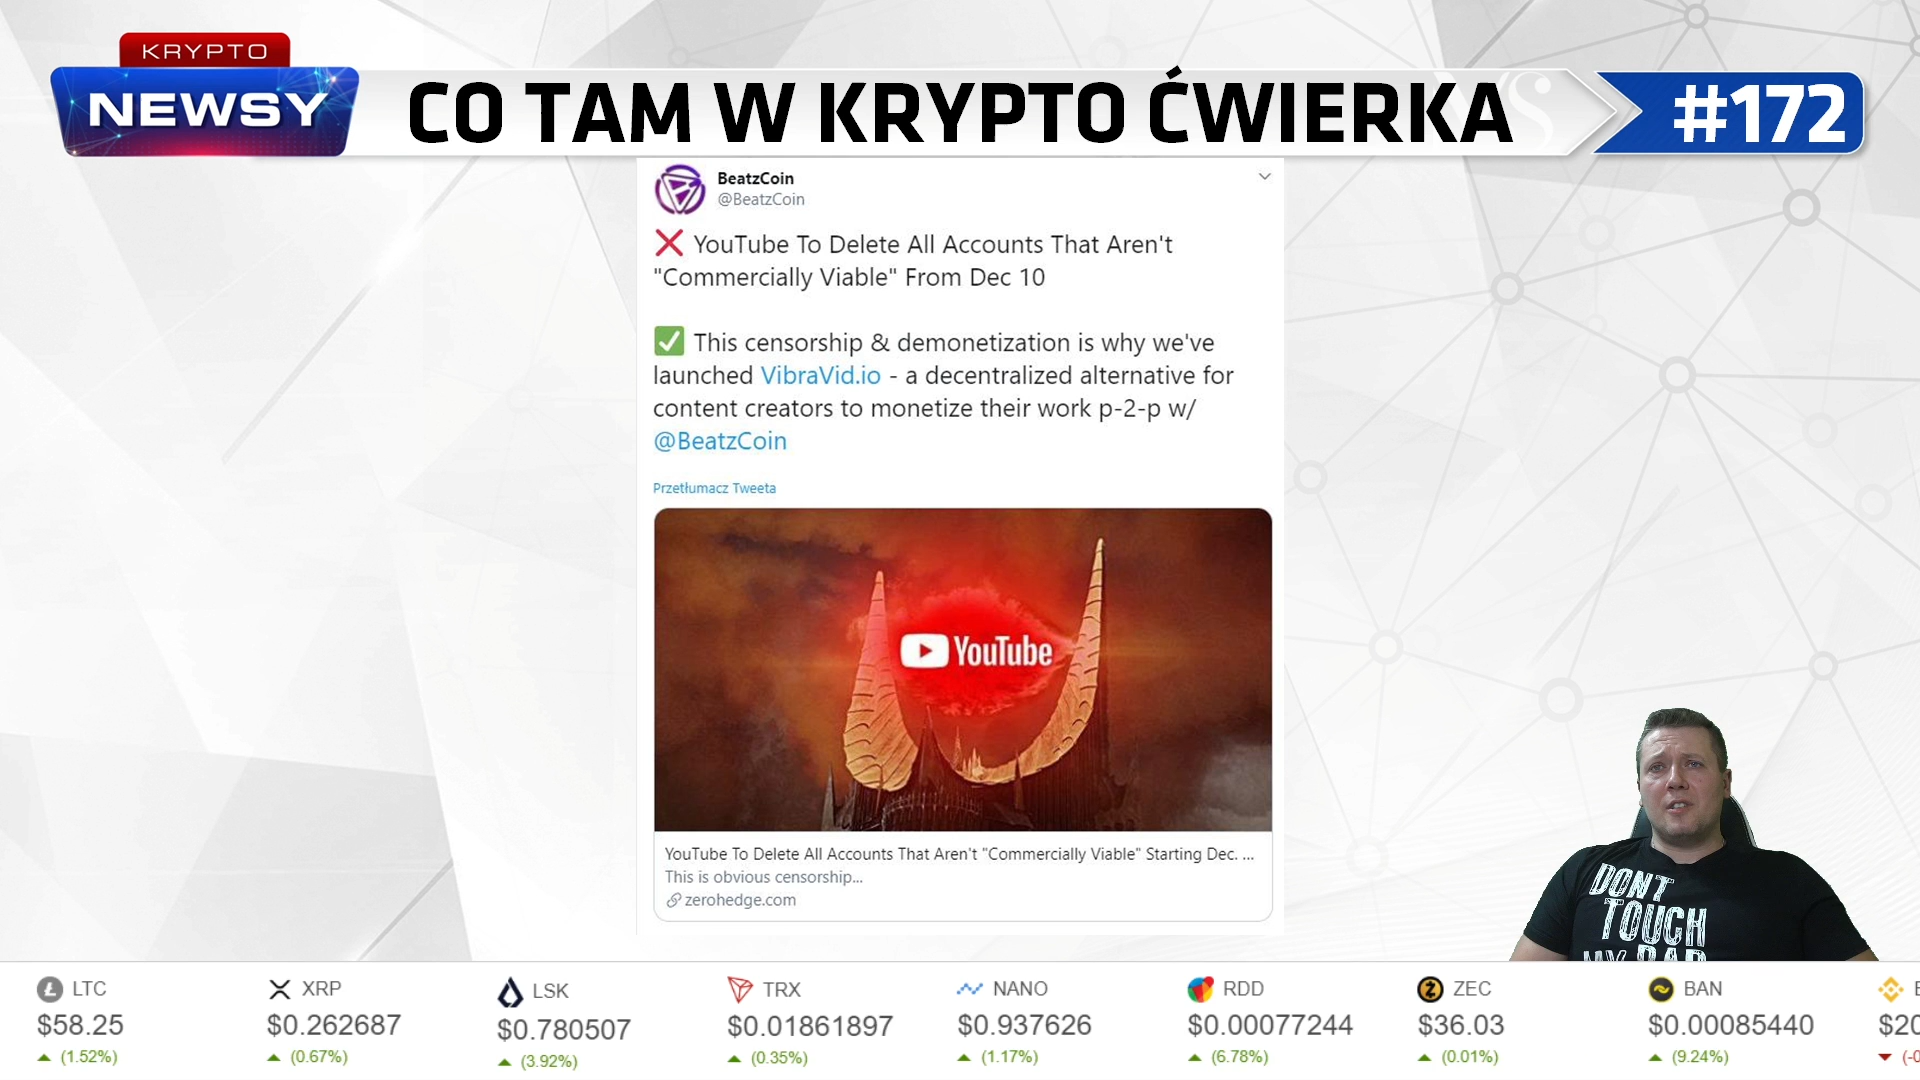 KRYPTO
NEWSY
CO TAM W KRYPTO ĆWIERKA
#172
BeatzCoin
@BeatzCoin
❌ YouTube To Delete All Accounts That Aren't
"Commercially Viable" From Dec 10
✅ This censorship & demonetization is why we've
launched VibraVid.io - a decentralized alternative for
content creators to monetize their work p-2-p w/
@BeatzCoin
Przetłumacz Tweeta
YouTube
YouTube To Delete All Accounts That Aren't "Commercially Viable" Starting Dec. ...
This is obvious censorship...
zerohedge.com
DONT
TOUCH
LTC
$58.25
(1.52%)
XRP
$0.262687
(0.67%)
LSK
$0.780507
(3.92%)
TRX
$0.01861897
(0.35%)
NANO
$0.937626
(1.17%)
RDD
$0.00077244
(6.78%)
ZEC
$36.03
(0.01%)
BAN
$0.00085440
(9.24%)